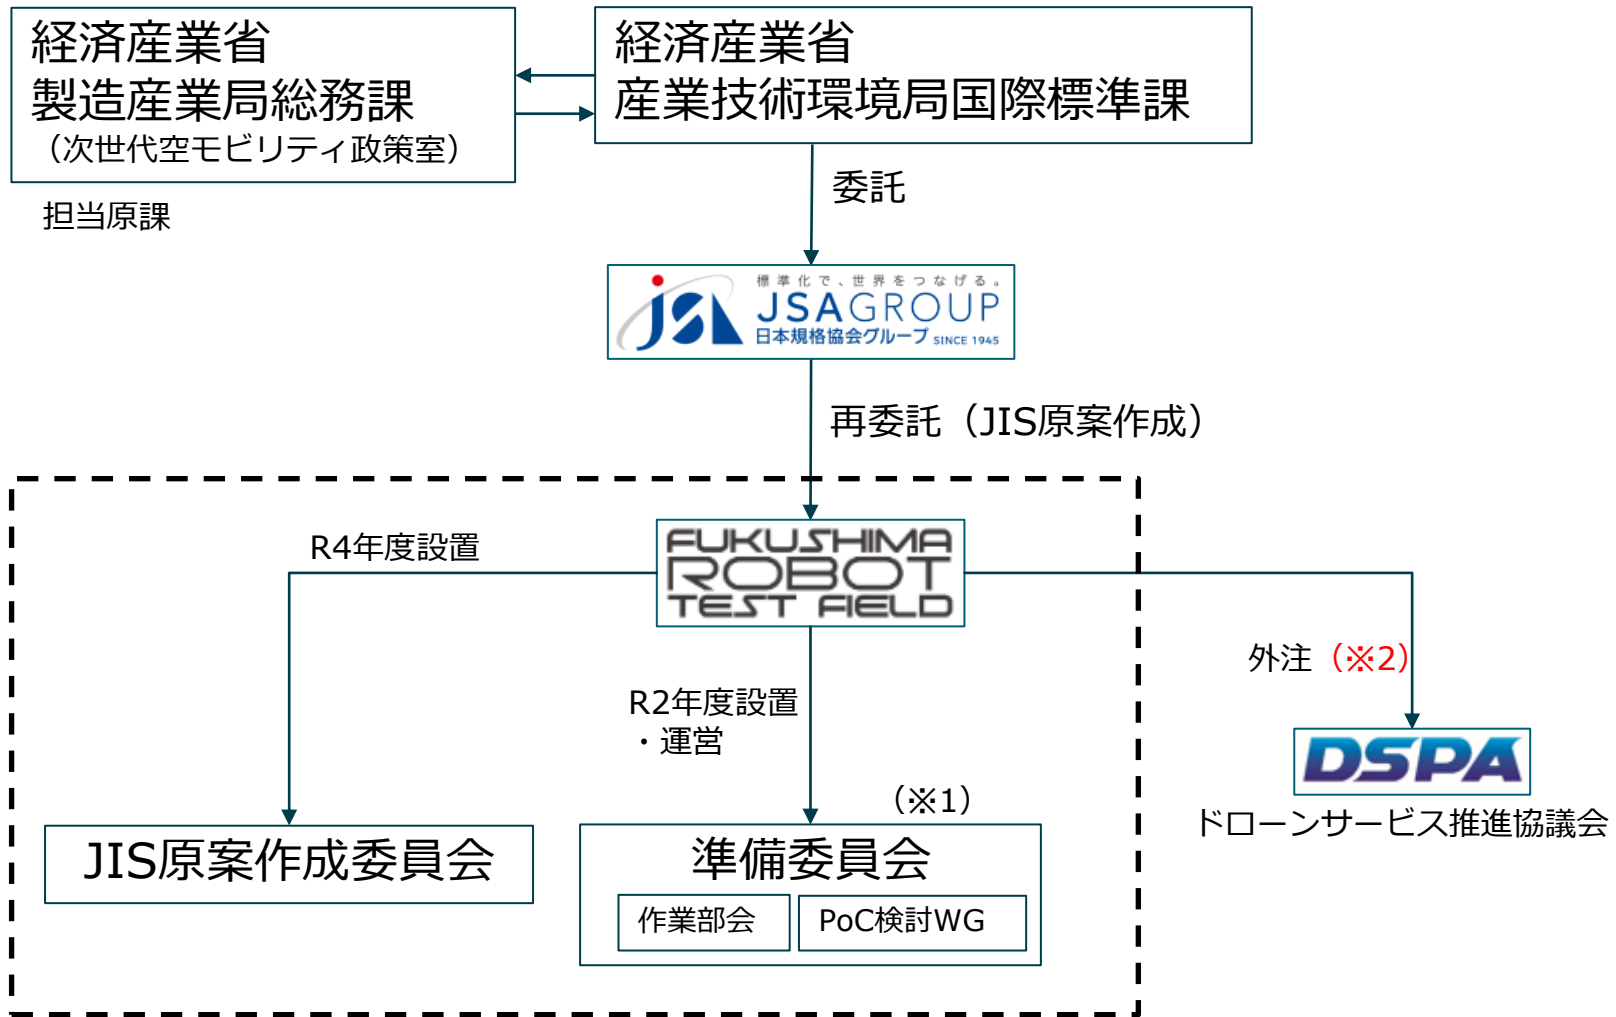 経済産業省
製造産業局総務課
（次世代空モビリティ政策室）
担当原課
経済産業省
産業技術環境局国際標準課
委託
標準化で、世界をつなげる。
JSA
JSAGROUP
日本規格協会グループ SINCE 1945
再委託（JIS原案作成）
FUKUSHIMA
ROBOT
TEST FIELD
R4年度設置
R2年度設置
・運営
外注（※2）
DSPA
ドローンサービス推進協議会
JIS原案作成委員会
（※1）
準備委員会
作業部会
PoC検討WG